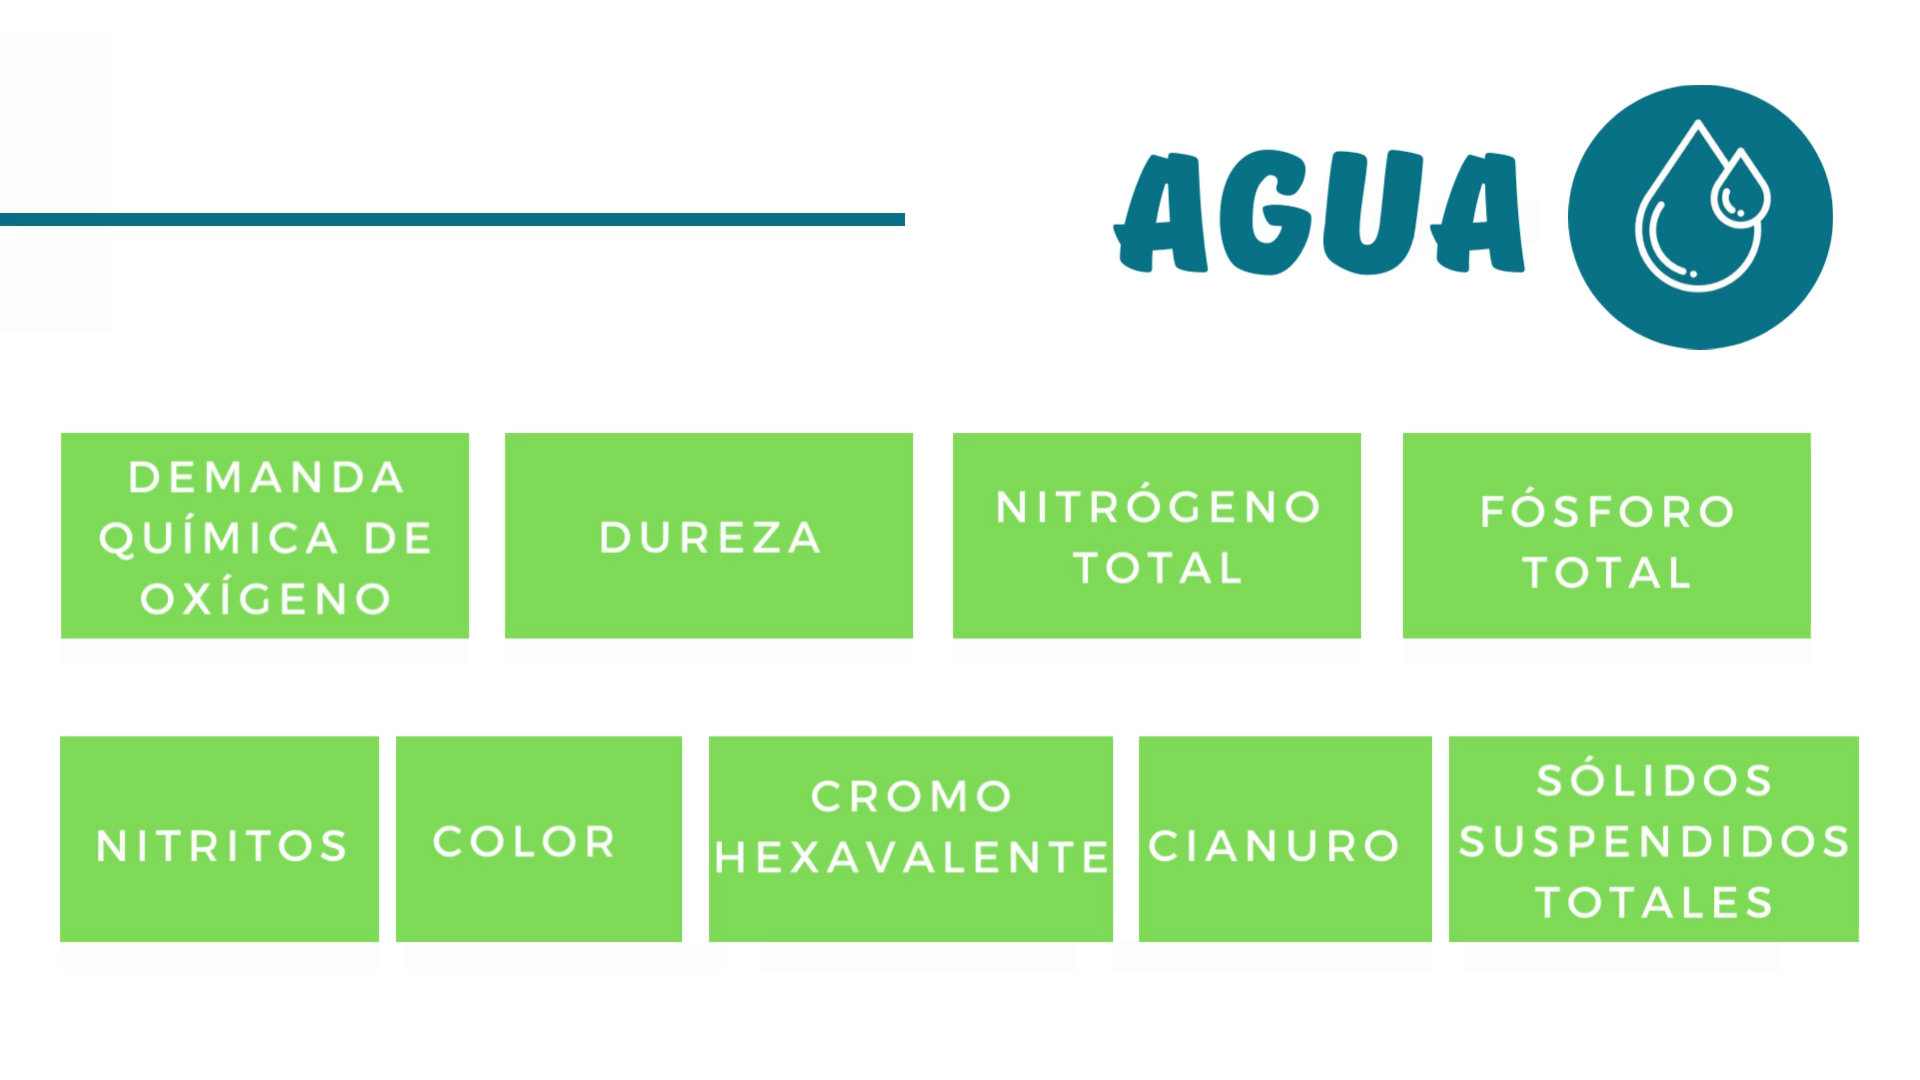 AGUA
DEMANDA
QUÍMICA DE
OXÍGENO
DUREZA
NITRÓGENO
TOTAL
FÓSFORO
TOTAL
NITRITOS
COLOR
CROMO
HEXAVALENTE
CIANURO
SÓLIDOS
SUSPENDIDOS
TOTALES